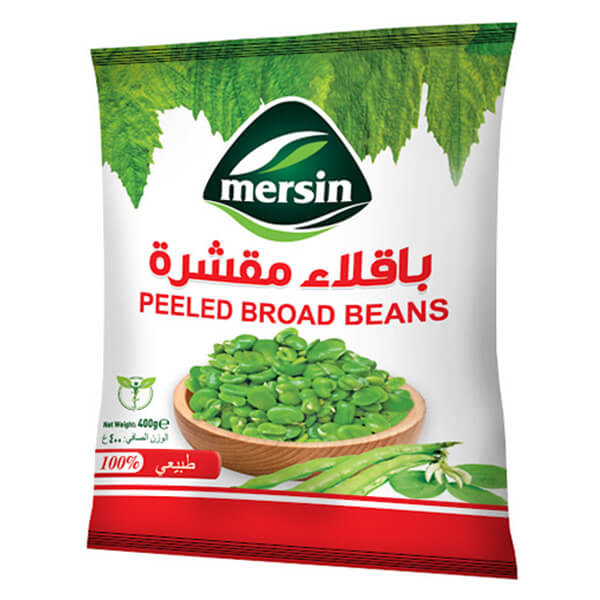 mersin
باقلاء مقشرة
PEELED BROAD BEANS
Net Weight: 400g℮
الوزن الصافي: ٤٠٠ غ
100% طبيعي